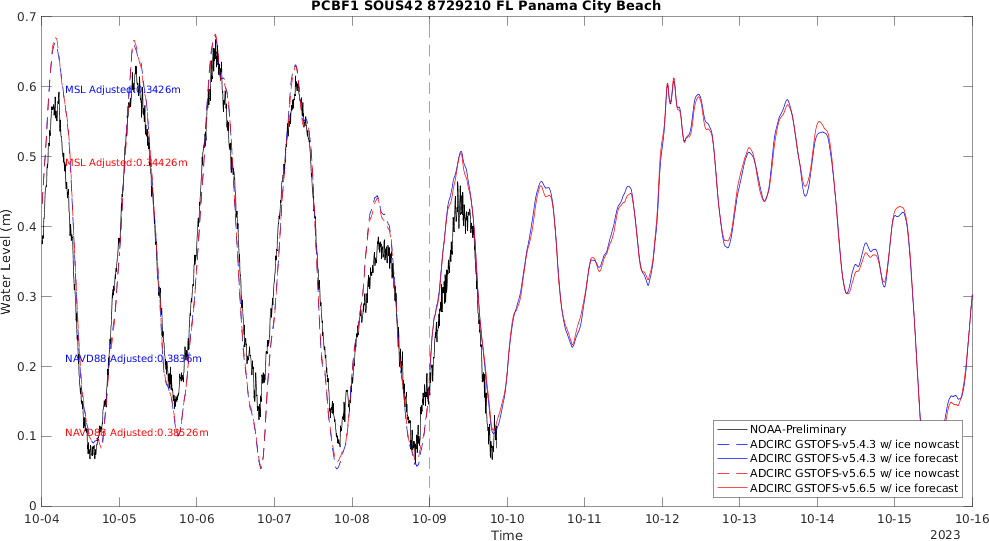 PCBF1 SOUS42 8729210 FL Panama City Beach
Water Level (m)
0.7
0.6
0.5
0.4
0.3
0.2
0.1
0
MSL Adjusted:0.3426m
MSL Adjusted:0.34426m
NAVD88 Adjusted:0.3836m
NAVD88 Adjusted:0.38526m
NOAA-Preliminary
ADCIRC GSTOFS-v5.4.3 w/ ice nowcast
ADCIRC GSTOFS-v5.4.3 w/ ice forecast
ADCIRC GSTOFS-v5.6.5 w/ ice nowcast
ADCIRC GSTOFS-v5.6.5 w/ ice forecast
10-04 10-05 10-06 10-07 10-08 10-09 10-10 10-11 10-12 10-13 10-14 10-15 10-16
Time
2023